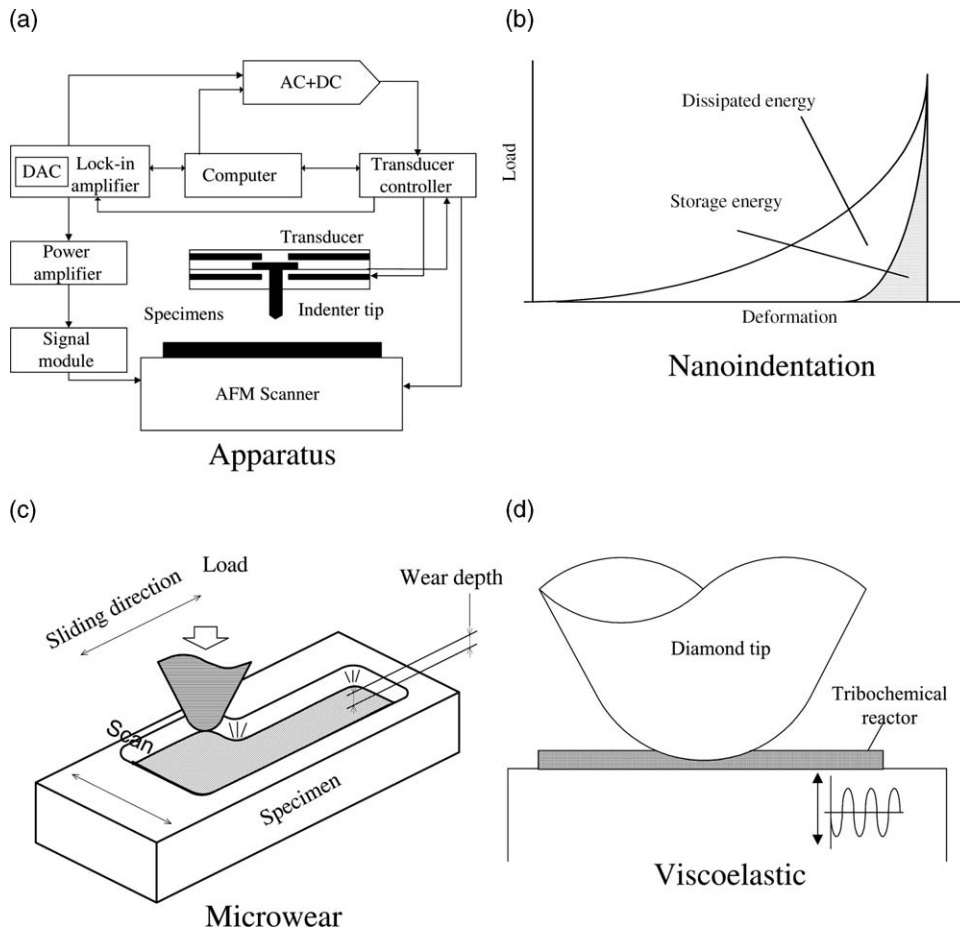 (a)
AC+DC
DAC
Lock-in
amplifier
Computer
Transducer
controller
Power
amplifier
Transducer
Specimens
Indenter tip
Signal
module
AFM Scanner
Apparatus
(b)
Load
Dissipated energy
Storage energy
Deformation
Nanoindentation
(c)
Load
Wear depth
Sliding direction
Scan
Specimen
Microwear
(d)
Diamond tip
Tribochemical
reactor
Viscoelastic